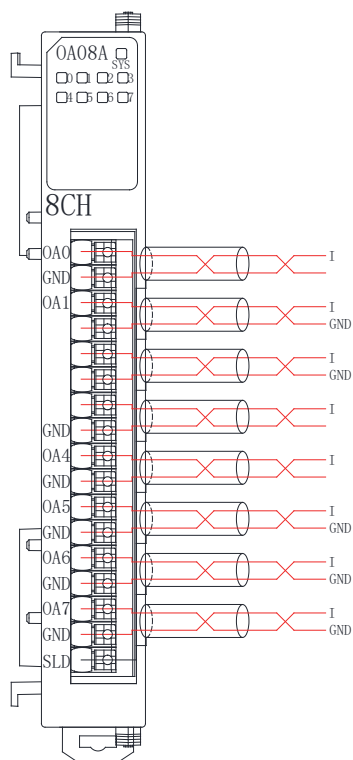 OA08A
SYS
0 1 2 3
4 5 6 7
8CH
OA0
GND
OA1
GND
OA4
GND
OA5
GND
OA6
GND
OA7
GND
SLD
I
I
GND
I
GND
I
I
I
GND
I
GND
I
GND